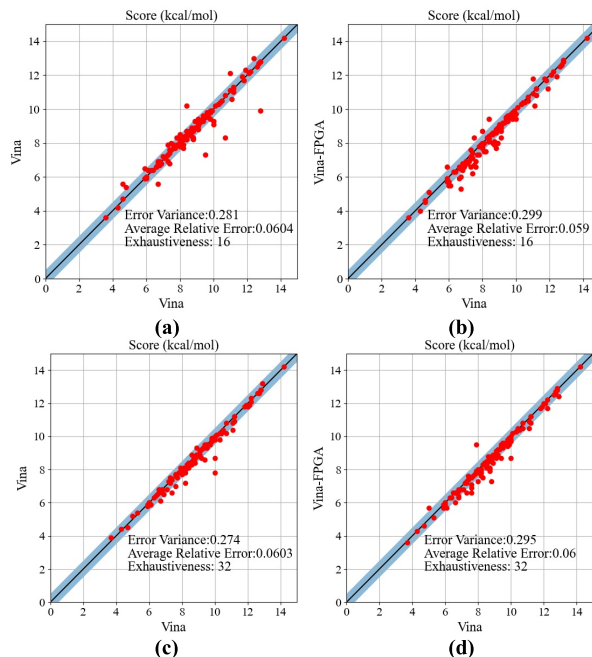 Score (kcal/mol)
14
12
10
8
6
4
2
0
Vina
Error Variance:0.281
Average Relative Error:0.0604
Exhaustiveness: 16
0 2 4 6 8 10 12 14
Vina
(a)
Score (kcal/mol)
14
12
10
8
6
4
2
0
Vina-FPGA
Error Variance:0.299
Average Relative Error:0.059
Exhaustiveness: 16
0 2 4 6 8 10 12 14
Vina
(b)
Score (kcal/mol)
14
12
10
8
6
4
2
0
Vina
Error Variance:0.274
Average Relative Error:0.0603
Exhaustiveness: 32
0 2 4 6 8 10 12 14
Vina
(c)
Score (kcal/mol)
14
12
10
8
6
4
2
0
Vina-FPGA
Error Variance:0.295
Average Relative Error:0.06
Exhaustiveness: 32
0 2 4 6 8 10 12 14
Vina
(d)